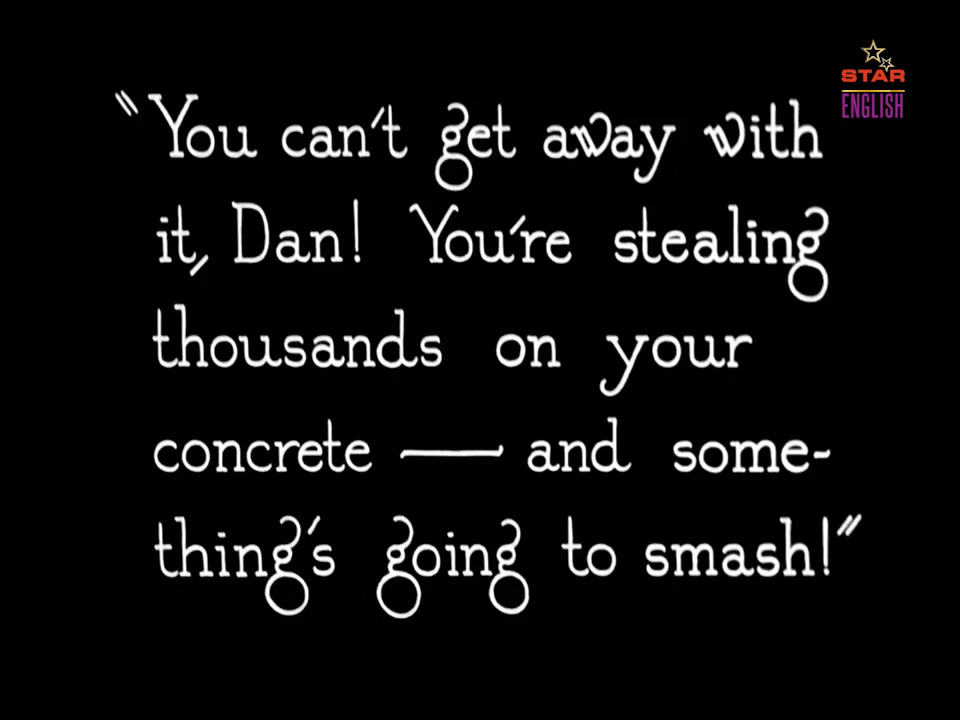 STAR
ENGLISH
"You can't get away with
it, Dan! You're stealing
thousands on your
concrete — and some-
thing's going to smash!"